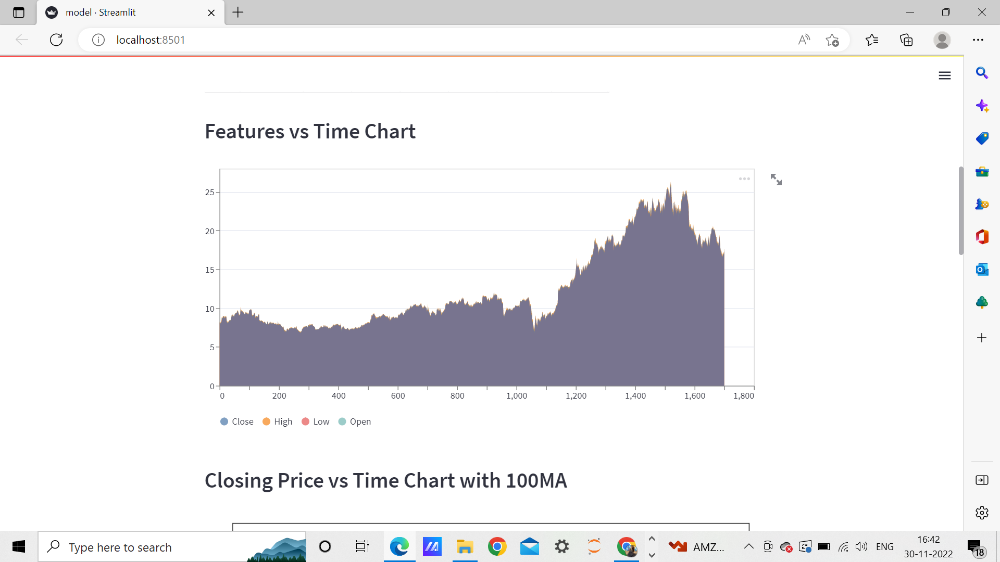 model · Streamlit
localhost:8501
Features vs Time Chart
25
20
15
10
5
0
0 200 400 600 800 1,000 1,200 1,400 1,600 1,800
Close High Low Open
Closing Price vs Time Chart with 100MA
Type here to search
AMZ...
ENG
16:42
30-11-2022
18